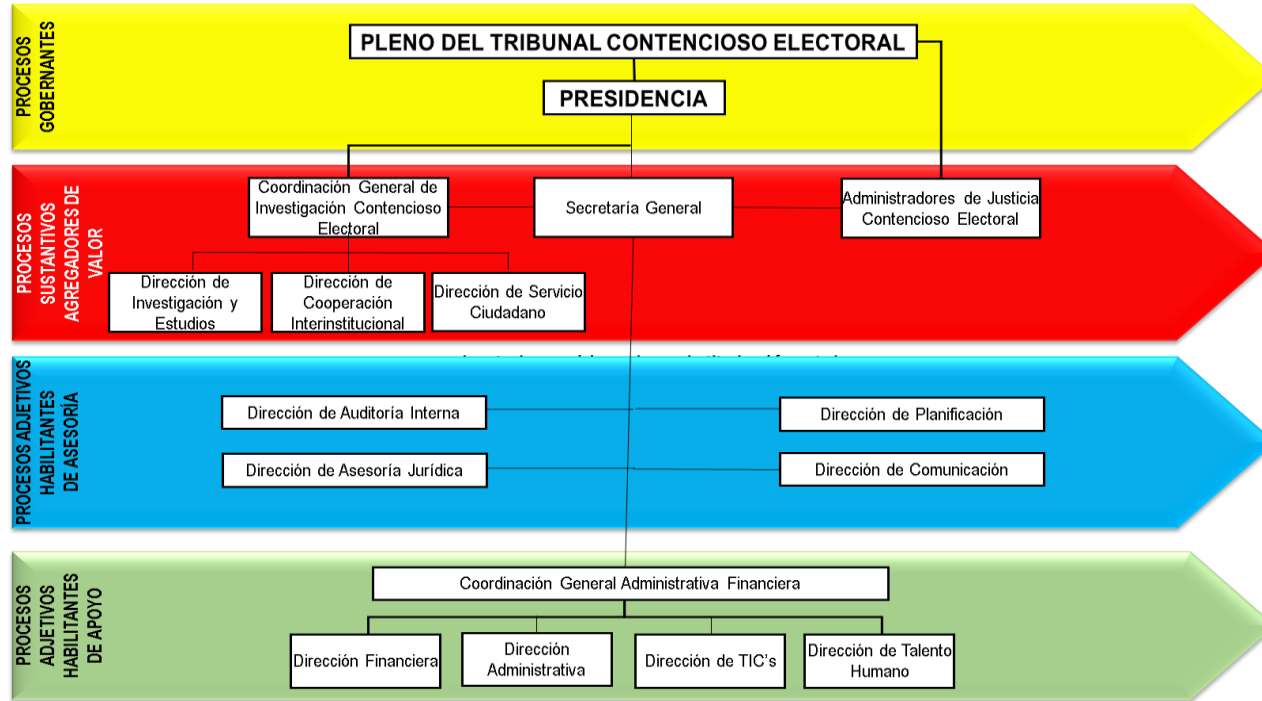 PROCESOS
GOBERNANTES
PLENO DEL TRIBUNAL CONTENCIOSO ELECTORAL
PRESIDENCIA
PROCESOS
SUSTANTIVOS
AGREGADORES DE
VALOR
Coordinación General de
Investigación Contencioso
Electoral
Secretaría General
Administradores de Justicia
Contencioso Electoral
Dirección de
Investigación y
Estudios
Dirección de
Cooperación
Interinstitucional
Dirección de Servicio
Ciudadano
PROCESOS ADJETIVOS
HABILITANTES
DE ASESORÍA
Dirección de Auditoría Interna
Dirección de Planificación
Dirección de Asesoría Jurídica
Dirección de Comunicación
PROCESOS
ADJETIVOS
HABILITANTES
DE APOYO
Coordinación General Administrativa Financiera
Dirección Financiera
Dirección
Administrativa
Dirección de TIC's
Dirección de Talento
Humano